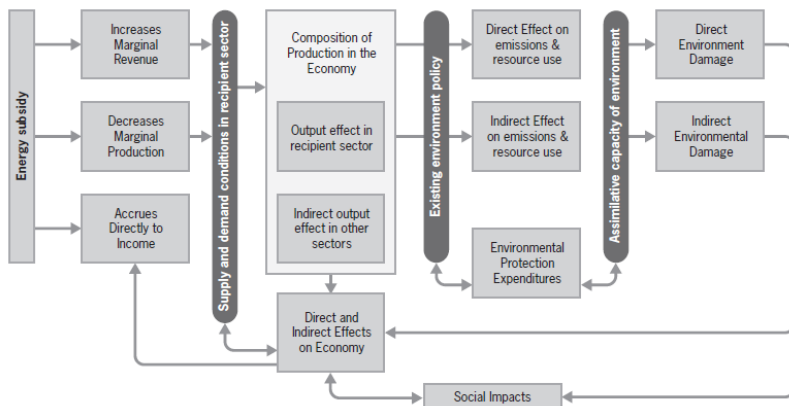 Energy subsidy
Increases
Marginal
Revenue
Decreases
Marginal
Production
Accrues
Directly to
Income
Supply and demand conditions in recipient sector
Composition of
Production in the
Economy
Output effect in
recipient sector
Indirect output
effect in other
sectors
Direct and
Indirect Effects
on Economy
Existing environment policy
Direct Effect on
emissions &
resource use
Indirect Effect
on emissions &
resource use
Environmental
Protection
Expenditures
Social Impacts
Assimilative capacity of environment
Direct
Environment
Damage
Indirect
Environmental
Damage